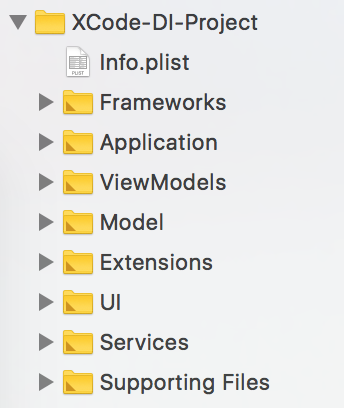 XCode-DI-Project
PLIST Info.plist
Frameworks
Application
ViewModels
Model
Extensions
UI
Services
Supporting Files